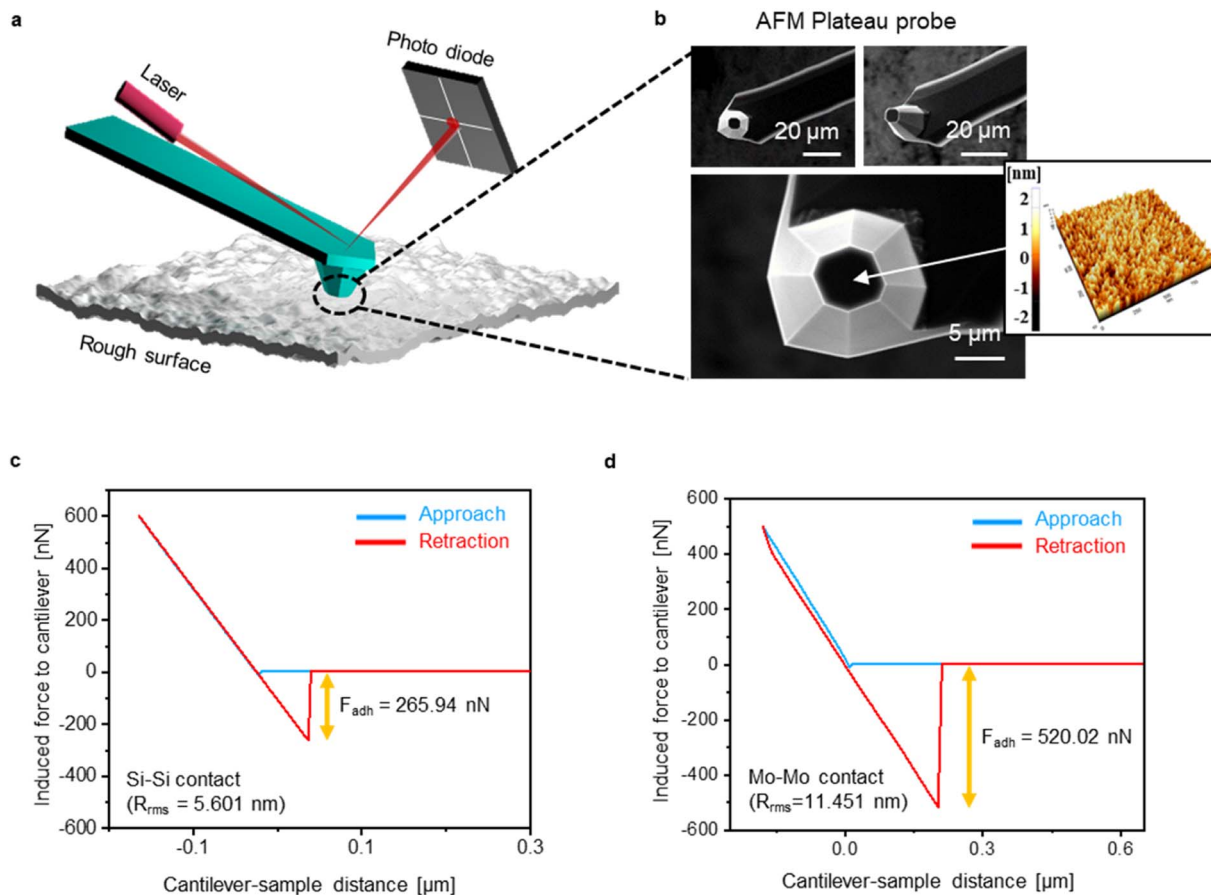 a
Laser
Photo diode
Rough surface
b
AFM Plateau probe
20 µm
20 µm
5 µm
[nm]
2
1
0
-1
-2
c
Induced force to cantilever [nN]
600
400
200
0
-200
-400
-600
Approach
Retraction
F_adh = 265.94 nN
Si-Si contact
(R_rms = 5.601 nm)
-0.1
0.1
0.3
Cantilever-sample distance [µm]
d
Induced force to cantilever [nN]
600
400
200
0
-200
-400
-600
Approach
Retraction
F_adh = 520.02 nN
Mo-Mo contact
(R_rms=11.451 nm)
0.0
0.3
0.6
Cantilever-sample distance [µm]